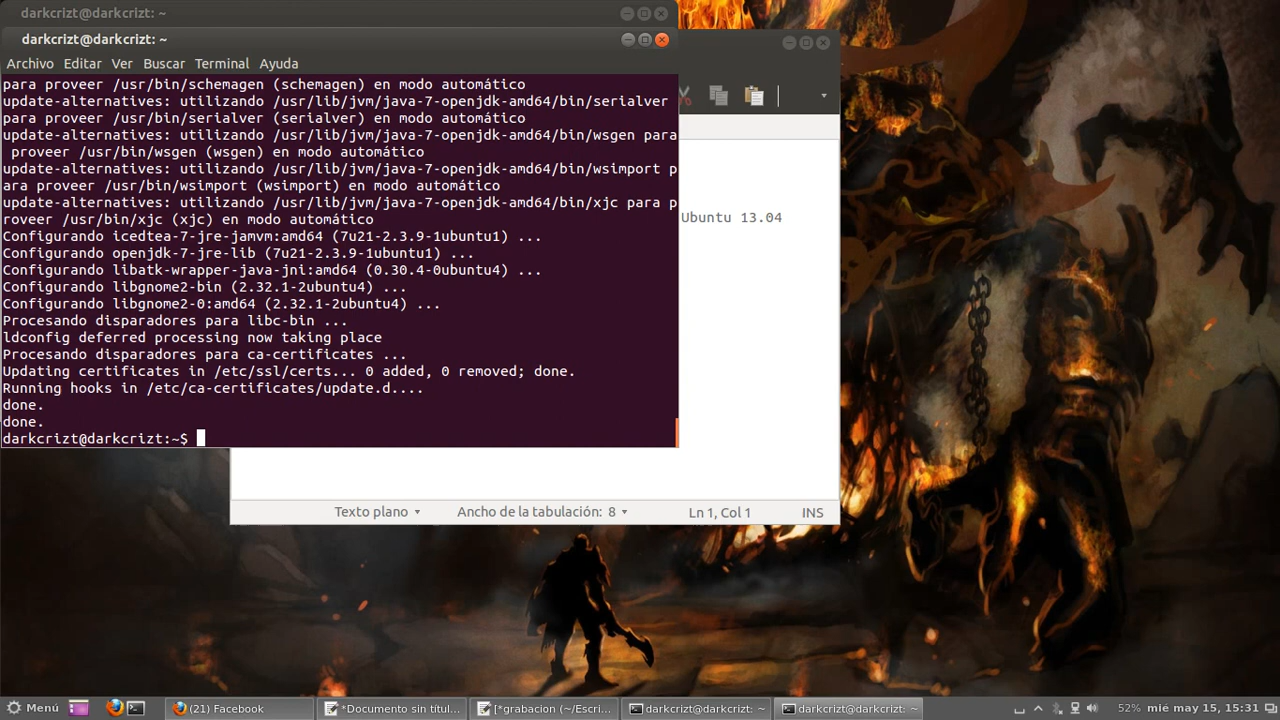 darkcrizt@darkcrizt: ~
darkcrizt@darkcrizt: ~
Archivo Editar Ver Buscar Terminal Ayuda
para proveer /usr/bin/schemagen (schemagen) en modo automático
update-alternatives: utilizando /usr/lib/jvm/java-7-openjdk-amd64/bin/serialver
para proveer /usr/bin/serialver (serialver) en modo automático
update-alternatives: utilizando /usr/lib/jvm/java-7-openjdk-amd64/bin/wsgen para
proveer /usr/bin/wsgen (wsgen) en modo automático
update-alternatives: utilizando /usr/lib/jvm/java-7-openjdk-amd64/bin/wsimport p
ara proveer /usr/bin/wsimport (wsimport) en modo automático
update-alternatives: utilizando /usr/lib/jvm/java-7-openjdk-amd64/bin/xjc para p
roveer /usr/bin/xjc (xjc) en modo automático
Configurando icedtea-7-jre-jamvm:amd64 (7u21-2.3.9-1ubuntu1) ...
Configurando openjdk-7-jre-lib (7u21-2.3.9-1ubuntu1) ...
Configurando libatk-wrapper-java-jni:amd64 (0.30.4-0ubuntu4) ...
Configurando libgnome2-bin (2.32.1-2ubuntu4) ...
Configurando libgnome2-0:amd64 (2.32.1-2ubuntu4) ...
Procesando disparadores para libc-bin ...
ldconfig deferred processing now taking place
Procesando disparadores para ca-certificates ...
Updating certificates in /etc/ssl/certs... 0 added, 0 removed; done.
Running hooks in /etc/ca-certificates/update.d....
done.
done.
darkcrizt@darkcrizt:~$
Ubuntu 13.04
Texto plano Ancho de la tabulación: 8 Ln 1, Col 1 INS
Menú (21) Facebook *Documento sin títul... [*grabacion (~/Escri... darkcrizt@darkcrizt: ~ darkcrizt@darkcrizt: ~ 52% mié may 15, 15:31